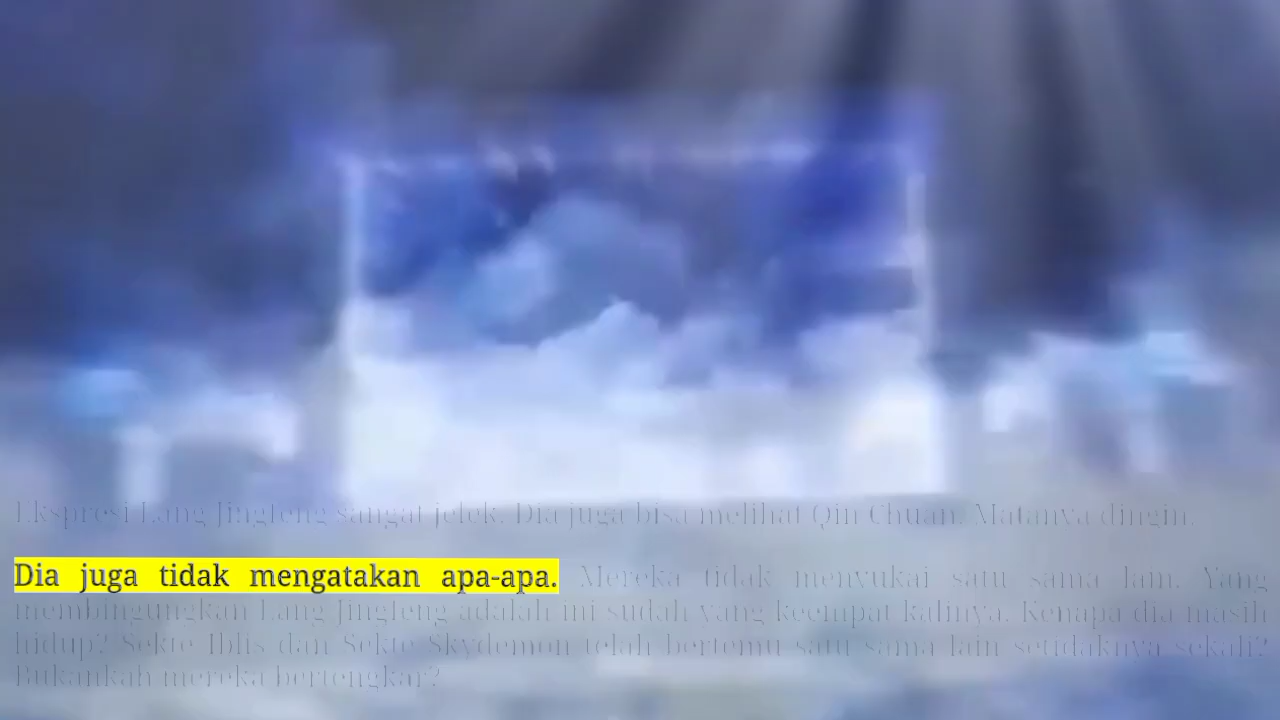 Ekspresi Lang Jingfeng sangat jelek. Dia juga bisa melihat Qin Chuan. Matanya dingin.
Dia juga tidak mengatakan apa-apa. Mereka tidak menyukai satu sama lain. Yang
membingungkan Lang Jingfeng adalah ini sudah yang keempat kalinya. Kenapa dia masih
hidup? Sekte Iblis dan Sekte Skydemon telah bertemu satu sama lain setidaknya sekali?
Bukankah mereka bertengkar?